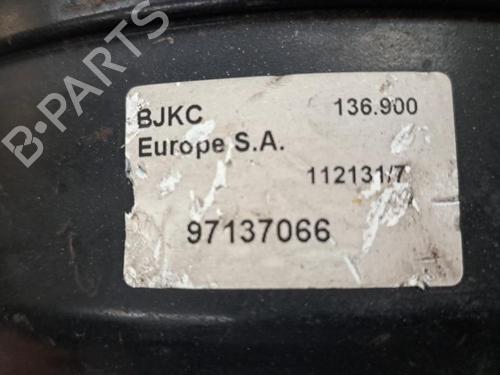 B-PARTS
BJKC 136.900
Europe S.A.
112131/7
97137066